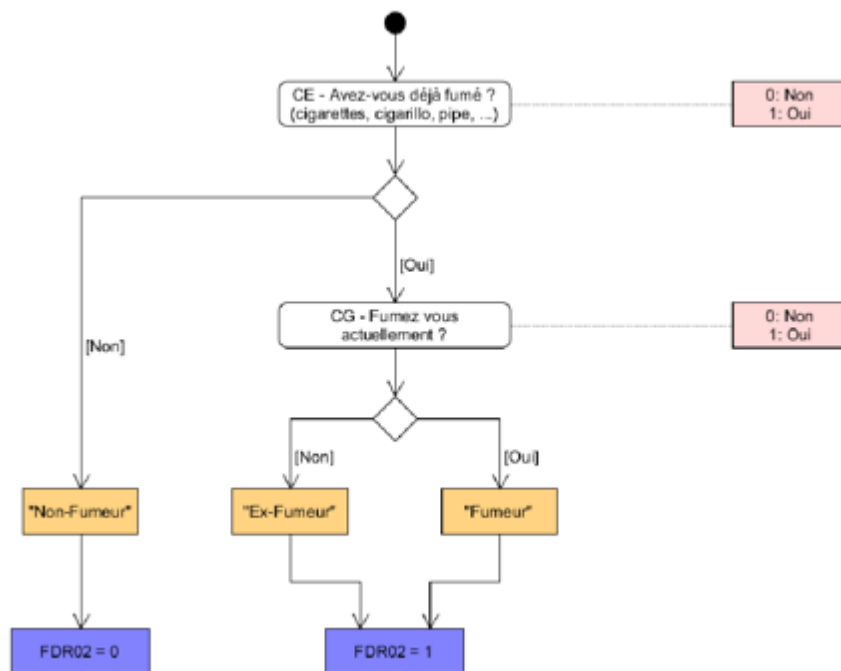 CE - Avez-vous déjà fumé ?
(cigarettes, cigarillo, pipe, ...)
0: Non
1: Oui
[Oui]
CG - Fumez vous
actuellement ?
0: Non
1: Oui
[Non]
[Non]
[Oui]
"Non-Fumeur"
"Ex-Fumeur"
"Fumeur"
FDR02 = 0
FDR02 = 1